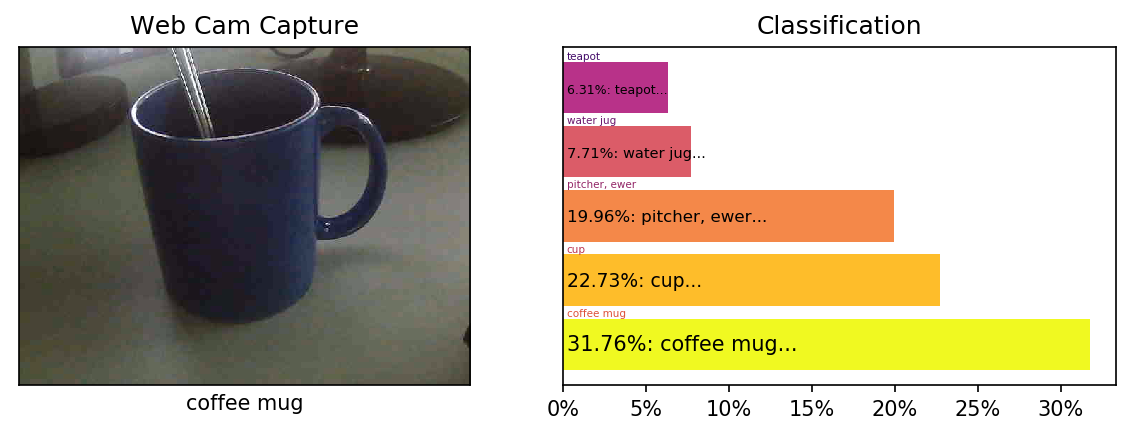 Web Cam Capture
coffee mug
Classification
teapot
6.31%: teapot...
water jug
7.71%: water jug...
pitcher, ewer
19.96%: pitcher, ewer...
cup
22.73%: cup...
coffee mug
31.76%: coffee mug...
0% 5% 10% 15% 20% 25% 30%